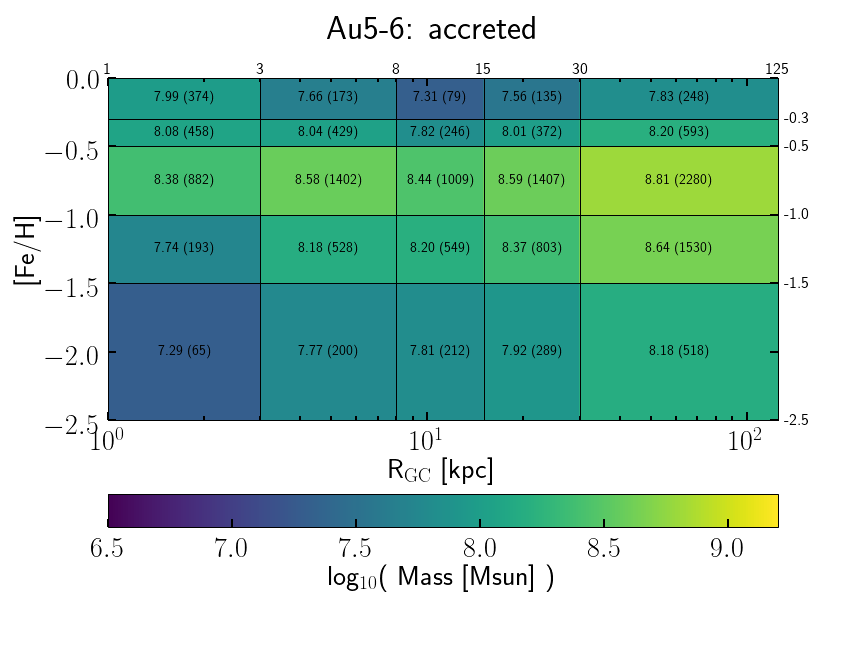 Au5-6: accreted
1 3 8 15 30 125
0.0
7.99 (374) 7.66 (173) 7.31 (79) 7.56 (135) 7.83 (248)
-0.3
8.08 (458) 8.04 (429) 7.82 (246) 8.01 (372) 8.20 (593)
−0.5 -0.5
8.38 (882) 8.58 (1402) 8.44 (1009) 8.59 (1407) 8.81 (2280)
−1.0 -1.0
[Fe/H]
7.74 (193) 8.18 (528) 8.20 (549) 8.37 (803) 8.64 (1530)
−1.5 -1.5
7.29 (65) 7.77 (200) 7.81 (212) 7.92 (289) 8.18 (518)
−2.0
−2.5 -2.5
10⁰ 10¹ 10²
R_GC [kpc]
6.5 7.0 7.5 8.0 8.5 9.0
log₁₀( Mass [Msun] )